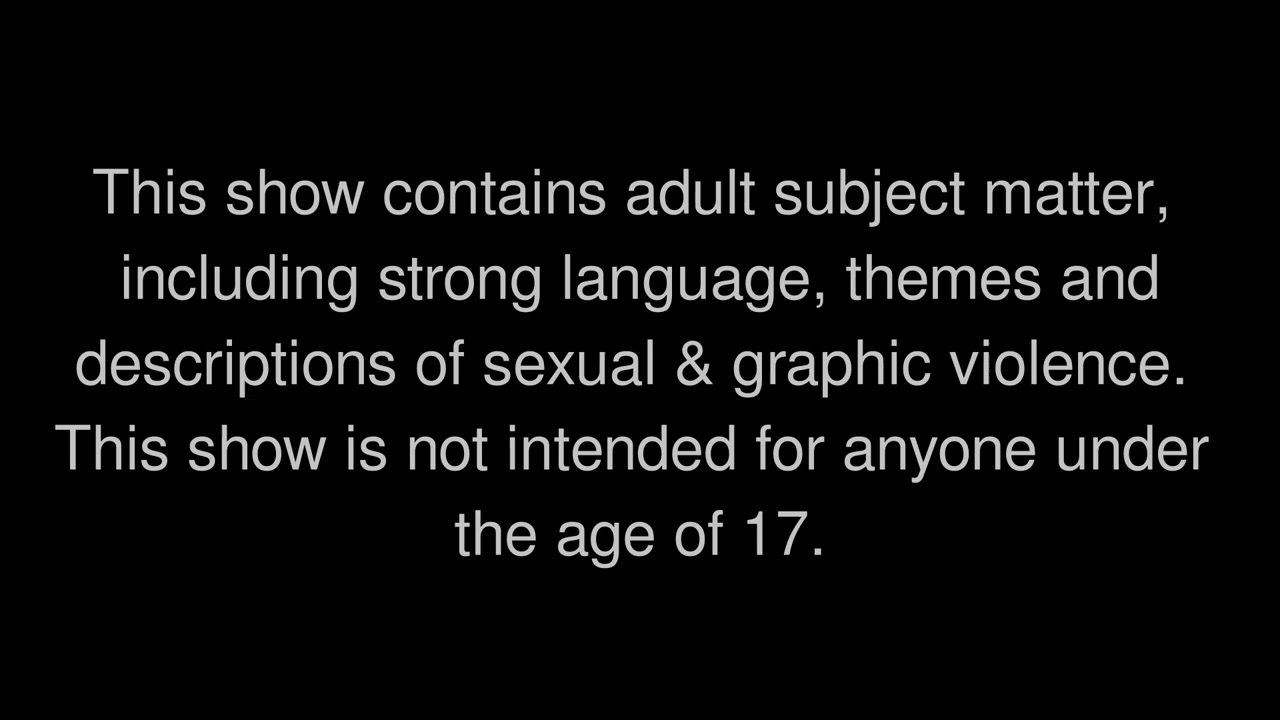 This show contains adult subject matter,
including strong language, themes and
descriptions of sexual & graphic violence.
This show is not intended for anyone under
the age of 17.